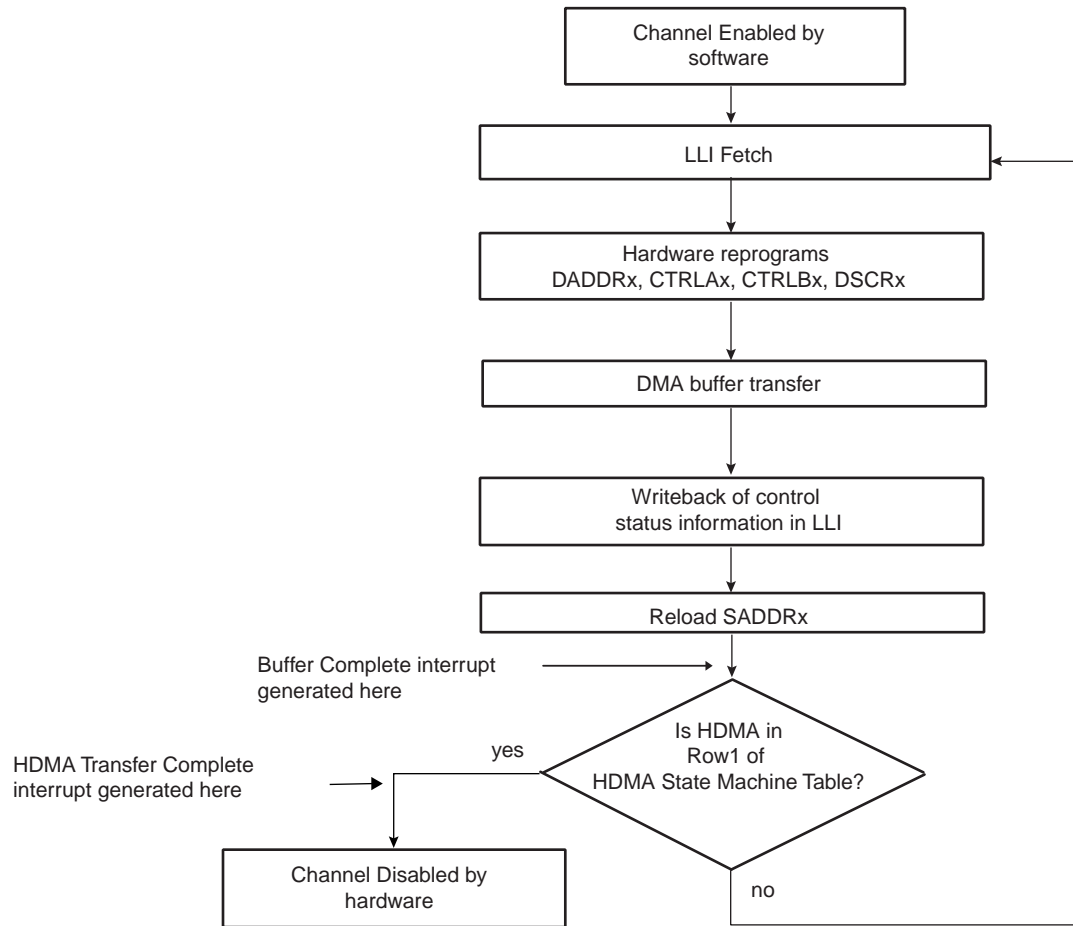 Channel Enabled by
software
LLI Fetch
Hardware reprograms
DADDRx, CTRLAx, CTRLBx, DSCRx
DMA buffer transfer
Writeback of control
status information in LLI
Reload SADDRx
Buffer Complete interrupt
generated here
Is HDMA in
Row1 of
HDMA State Machine Table?
yes
HDMA Transfer Complete
interrupt generated here
Channel Disabled by
hardware
no